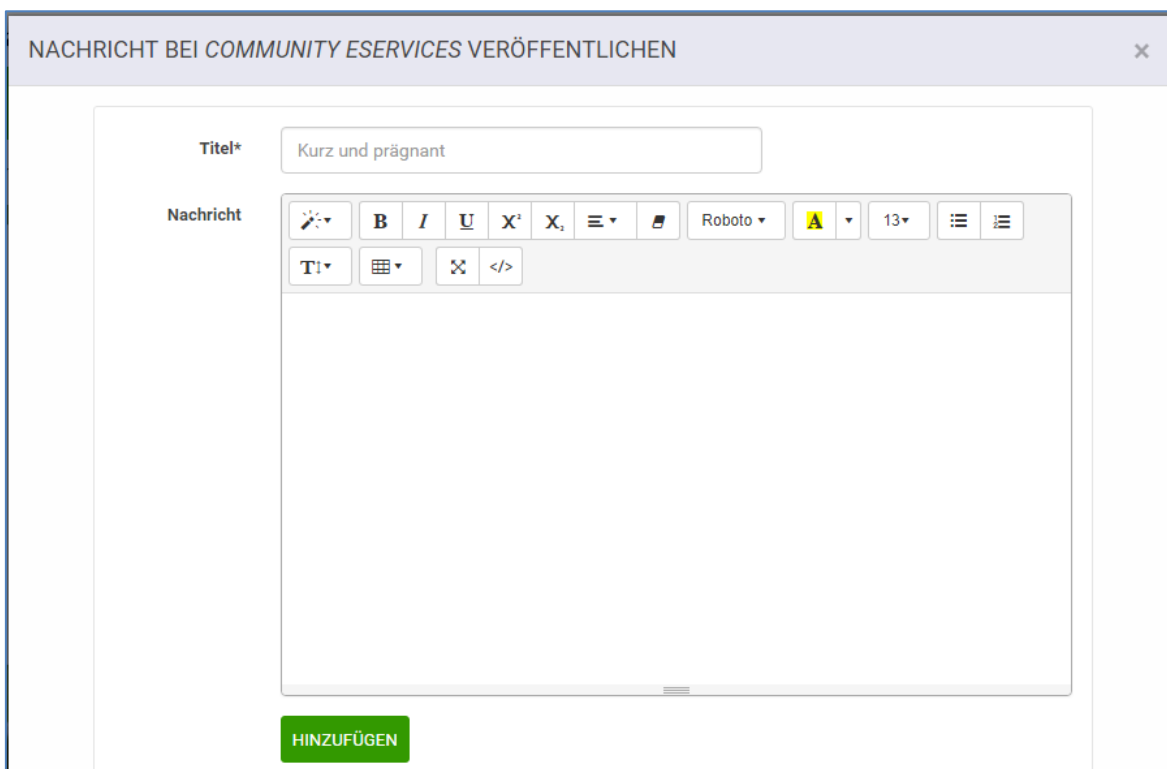 NACHRICHT BEI COMMUNITY ESERVICES VERÖFFENTLICHEN ×
Titel* Kurz und prägnant
Nachricht B I U X² X₂ Roboto A 13
T </>
HINZUFÜGEN